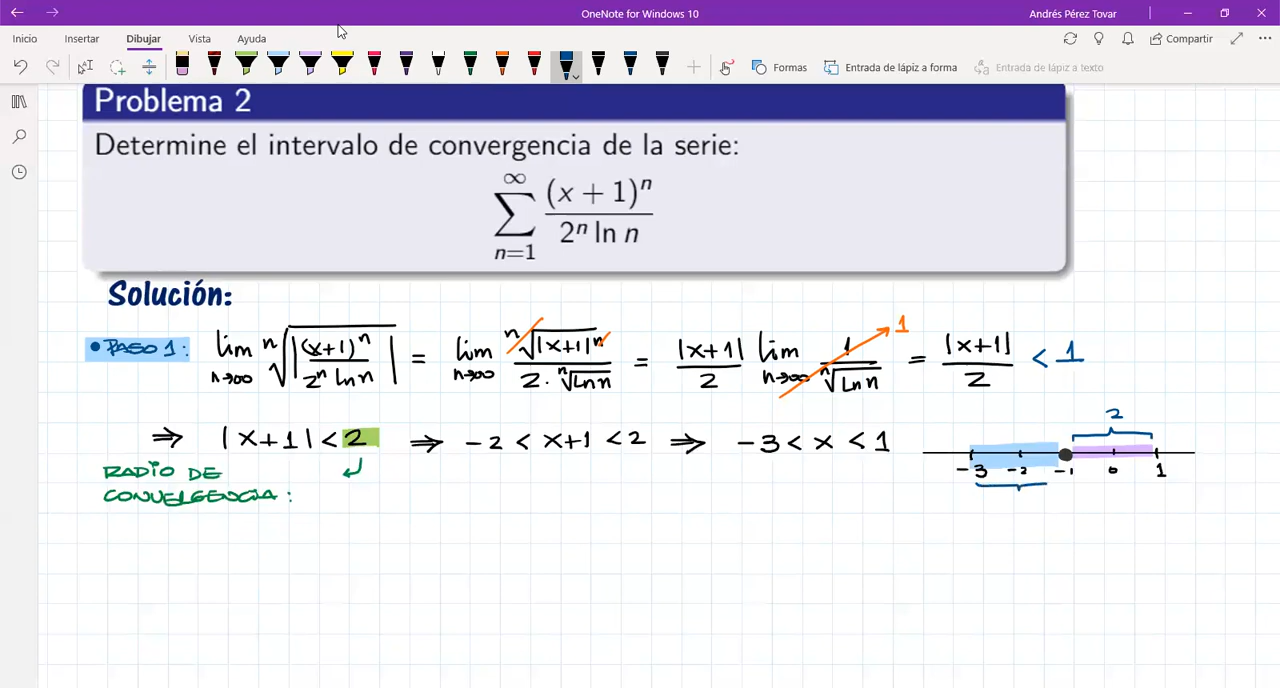 OneNote for Windows 10
Andrés Pérez Tovar
Inicio Insertar Dibujar Vista Ayuda
Compartir
Formas Entrada de lápiz a forma Entrada de lápiz a texto
Problema 2
Determine el intervalo de convergencia de la serie:
∑_{n=1}^{∞} (x + 1)^n / (2^n ln n)
Solución:
• PASO 1: lim_{n→∞} ⁿ√|(x+1)^n / (2^n ln n)| = lim_{n→∞} ⁿ√|x+1|^n / (2 · ⁿ√ln n) = |x+1|/2 lim_{n→∞} 1/ⁿ√ln n → 1 = |x+1|/2 < 1
⇒ |x+1| < 2 ⇒ -2 < x+1 < 2 ⇒ -3 < x < 1
2
-3 -2 -1 0 1
RADIO DE
CONVERGENCIA: